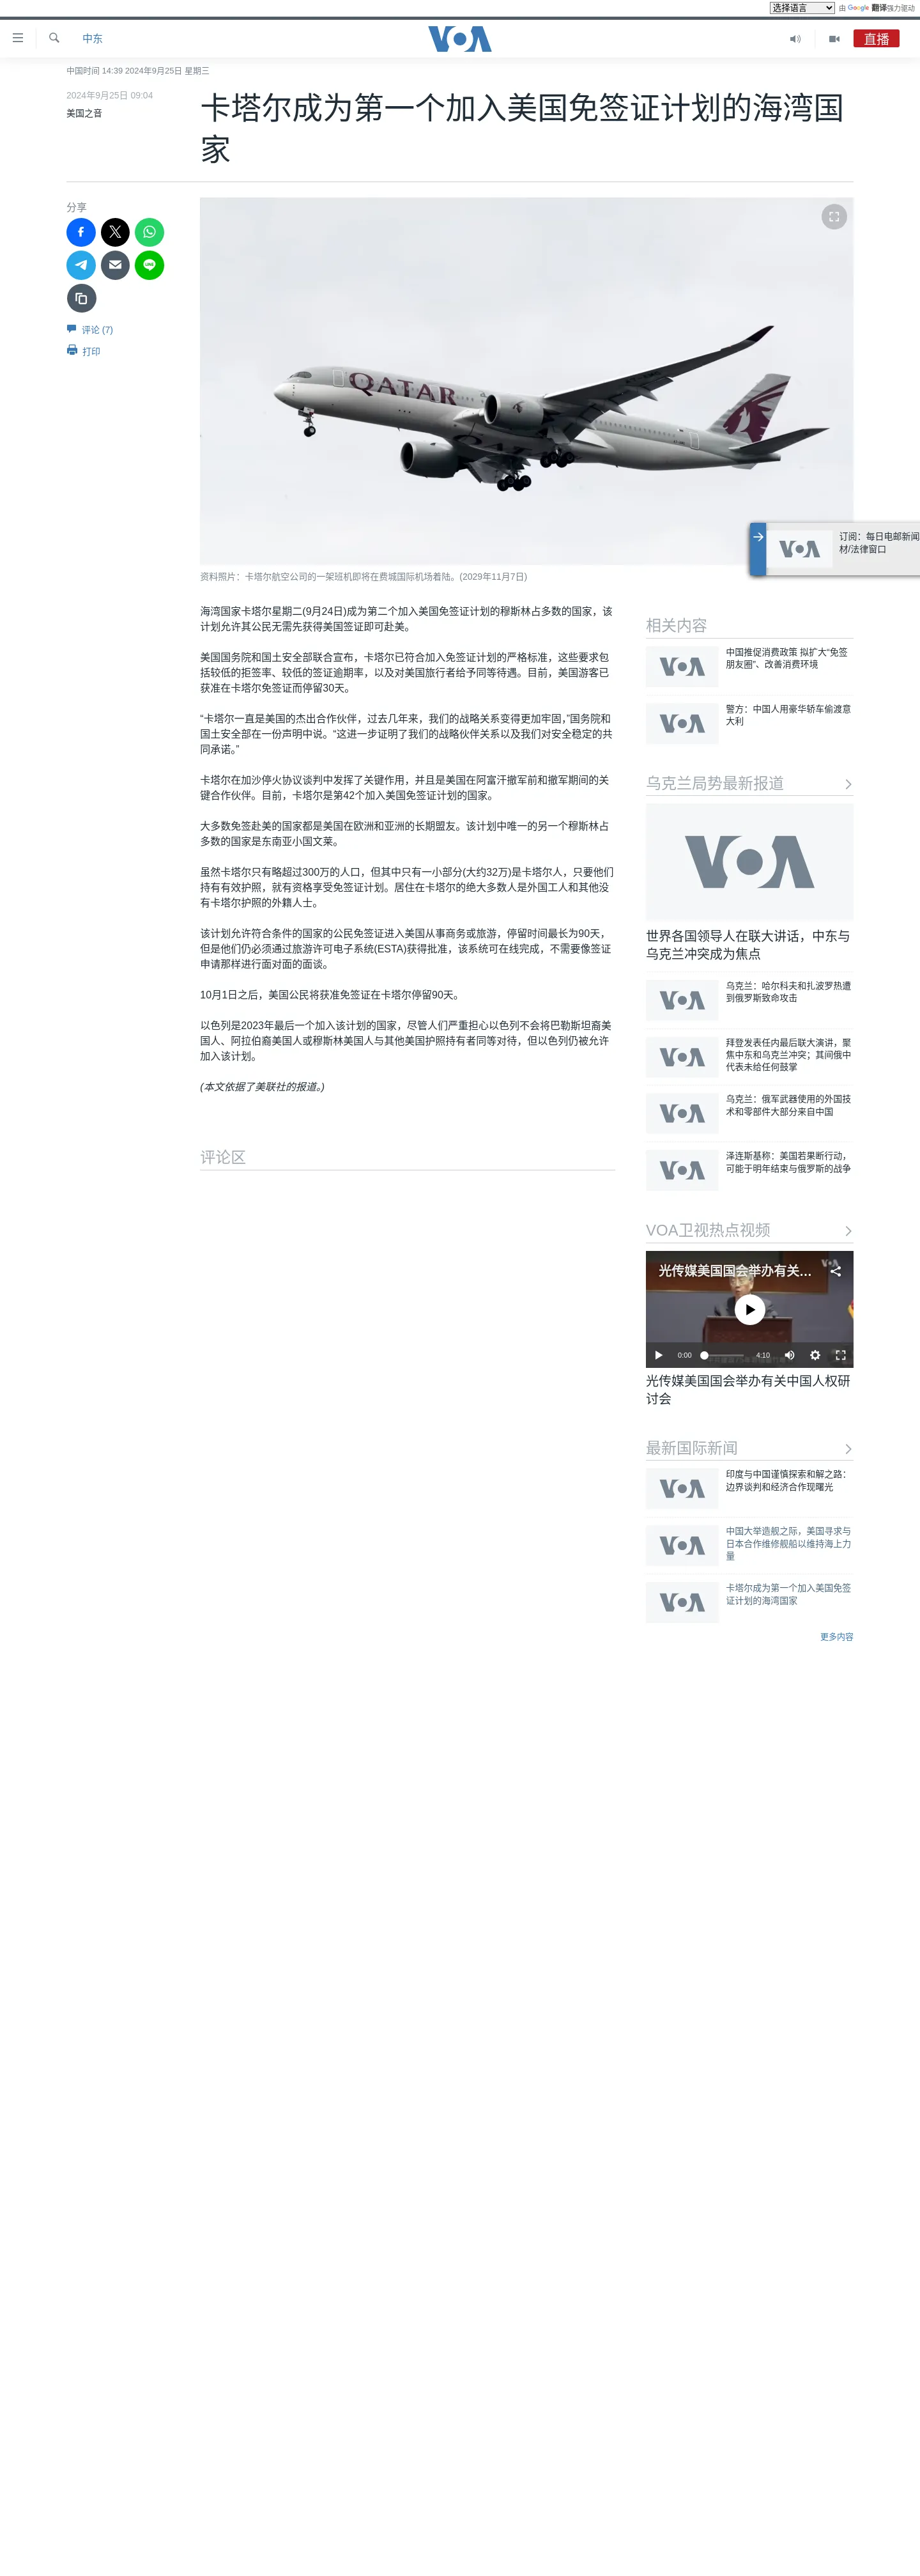 选择语言
由 Google 翻译强力驱动
中东
VOA
直播
中国时间 14:39 2024年9月25日 星期三
2024年9月25日 09:04
美国之音
卡塔尔成为第一个加入美国免签证计划的海湾国
家
分享
评论 (7)
打印
QATAR
资料照片：卡塔尔航空公司的一架班机即将在费城国际机场着陆。(2029年11月7日)
订阅：每日电邮新闻
材/法律窗口
海湾国家卡塔尔星期二(9月24日)成为第二个加入美国免签证计划的穆斯林占多数的国家，该
计划允许其公民无需先获得美国签证即可赴美。
美国国务院和国土安全部联合宣布，卡塔尔已符合加入免签证计划的严格标准，这些要求包
括较低的拒签率、较低的签证逾期率，以及对美国旅行者给予同等待遇。目前，美国游客已
获准在卡塔尔免签证而停留30天。
“卡塔尔一直是美国的杰出合作伙伴，过去几年来，我们的战略关系变得更加牢固，”国务院和
国土安全部在一份声明中说。“这进一步证明了我们的战略伙伴关系以及我们对安全稳定的共
同承诺。”
卡塔尔在加沙停火协议谈判中发挥了关键作用，并且是美国在阿富汗撤军前和撤军期间的关
键合作伙伴。目前，卡塔尔是第42个加入美国免签证计划的国家。
大多数免签赴美的国家都是美国在欧洲和亚洲的长期盟友。该计划中唯一的另一个穆斯林占
多数的国家是东南亚小国文莱。
虽然卡塔尔只有略超过300万的人口，但其中只有一小部分(大约32万)是卡塔尔人，只要他们
持有有效护照，就有资格享受免签证计划。居住在卡塔尔的绝大多数人是外国工人和其他没
有卡塔尔护照的外籍人士。
该计划允许符合条件的国家的公民免签证进入美国从事商务或旅游，停留时间最长为90天，
但是他们仍必须通过旅游许可电子系统(ESTA)获得批准，该系统可在线完成，不需要像签证
申请那样进行面对面的面谈。
10月1日之后，美国公民将获准免签证在卡塔尔停留90天。
以色列是2023年最后一个加入该计划的国家，尽管人们严重担心以色列不会将巴勒斯坦裔美
国人、阿拉伯裔美国人或穆斯林美国人与其他美国护照持有者同等对待，但以色列仍被允许
加入该计划。
(本文依据了美联社的报道。)
评论区
相关内容
中国推促消费政策 拟扩大“免签
朋友圈”、改善消费环境
警方：中国人用豪华轿车偷渡意
大利
乌克兰局势最新报道
世界各国领导人在联大讲话，中东与
乌克兰冲突成为焦点
乌克兰：哈尔科夫和扎波罗热遭
到俄罗斯致命攻击
拜登发表任内最后联大演讲，聚
焦中东和乌克兰冲突；其间俄中
代表未给任何鼓掌
乌克兰：俄军武器使用的外国技
术和零部件大部分来自中国
泽连斯基称：美国若果断行动，
可能于明年结束与俄罗斯的战争
VOA卫视热点视频
光传媒美国国会举办有关...
0:00
4:10
光传媒美国国会举办有关中国人权研
讨会
最新国际新闻
印度与中国谨慎探索和解之路：
边界谈判和经济合作现曙光
中国大举造舰之际，美国寻求与
日本合作维修舰船以维持海上力
量
卡塔尔成为第一个加入美国免签
证计划的海湾国家
更多内容